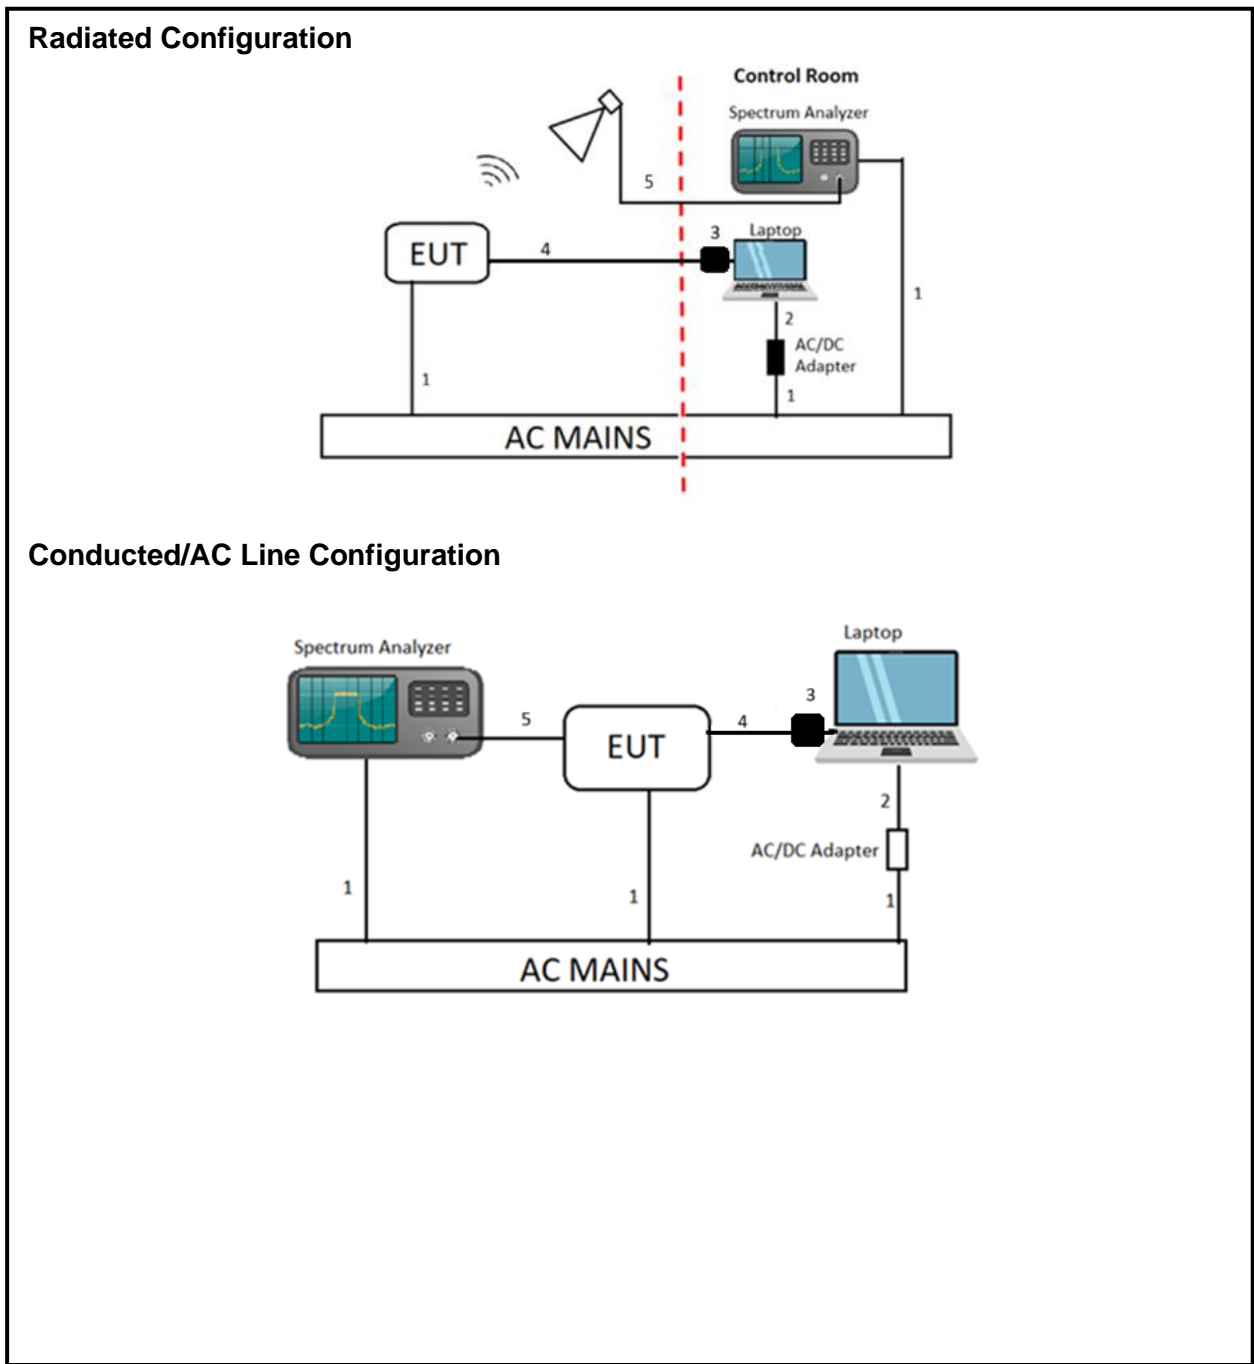 Radiated Configuration
Control Room
Spectrum Analyzer
5
EUT
4
3
Laptop
1
2
AC/DC
Adapter
1
1
AC MAINS
Conducted/AC Line Configuration
Spectrum Analyzer
Laptop
5
EUT
4
3
2
AC/DC Adapter
1
1
1
AC MAINS